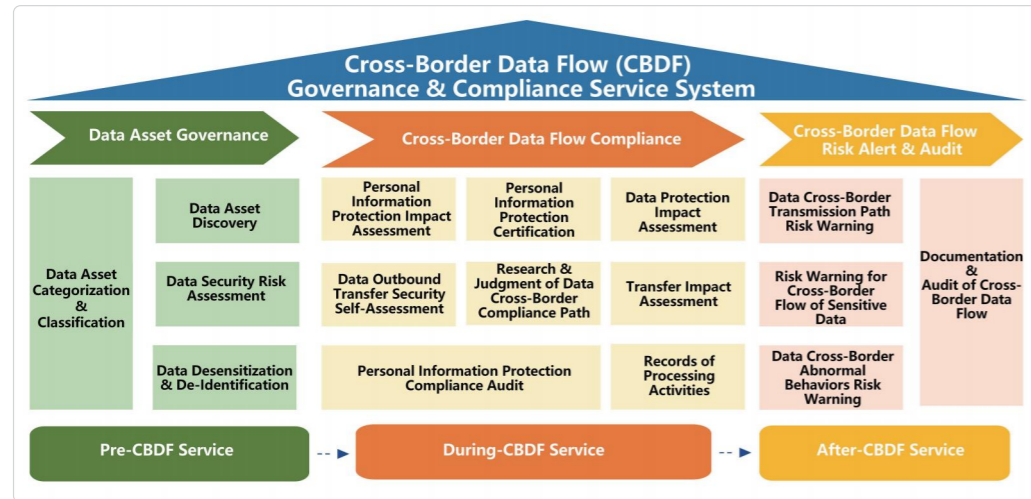 Cross-Border Data Flow (CBDF)
Governance & Compliance Service System
Data Asset Governance
Cross-Border Data Flow Compliance
Cross-Border Data Flow
Risk Alert & Audit
Data Asset
Categorization
&
Classification
Data Asset
Discovery
Data Security Risk
Assessment
Data Desensitization
& De-Identification
Personal
Information
Protection Impact
Assessment
Personal
Information
Protection
Certification
Data Protection
Impact
Assessment
Data Outbound
Transfer Security
Self-Assessment
Research &
Judgment of Data
Cross-Border
Compliance Path
Transfer Impact
Assessment
Personal Information Protection
Compliance Audit
Records of
Processing
Activities
Data Cross-Border
Transmission Path
Risk Warning
Risk Warning for
Cross-Border
Flow of Sensitive
Data
Data Cross-Border
Abnormal
Behaviors Risk
Warning
Documentation
&
Audit of Cross-
Border Data
Flow
Pre-CBDF Service
During-CBDF Service
After-CBDF Service